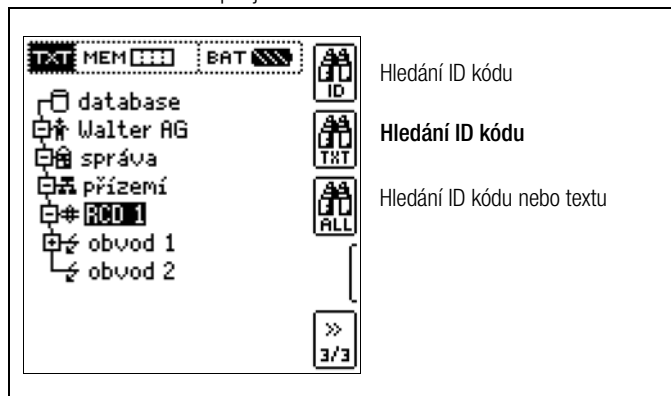 TXT MEM BAT
database
Walter AG
správa
přízemí
RCD 1
obvod 1
obvod 2
ID
TXT
ALL
>>
3/3
Hledání ID kódu
Hledání ID kódu
Hledání ID kódu nebo textu